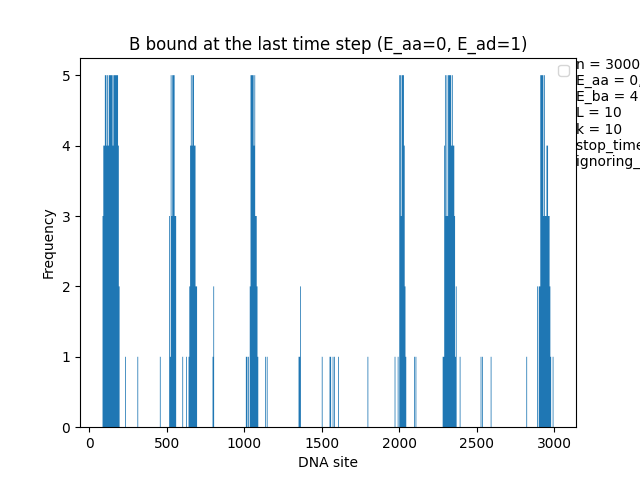 B bound at the last time step (E_aa=0, E_ad=1)
n = 3000
E_aa = 0,
E_ba = 4
L = 10
k = 10
stop_time
ignoring_
5
4
3
2
1
0
Frequency
0 500 1000 1500 2000 2500 3000
DNA site